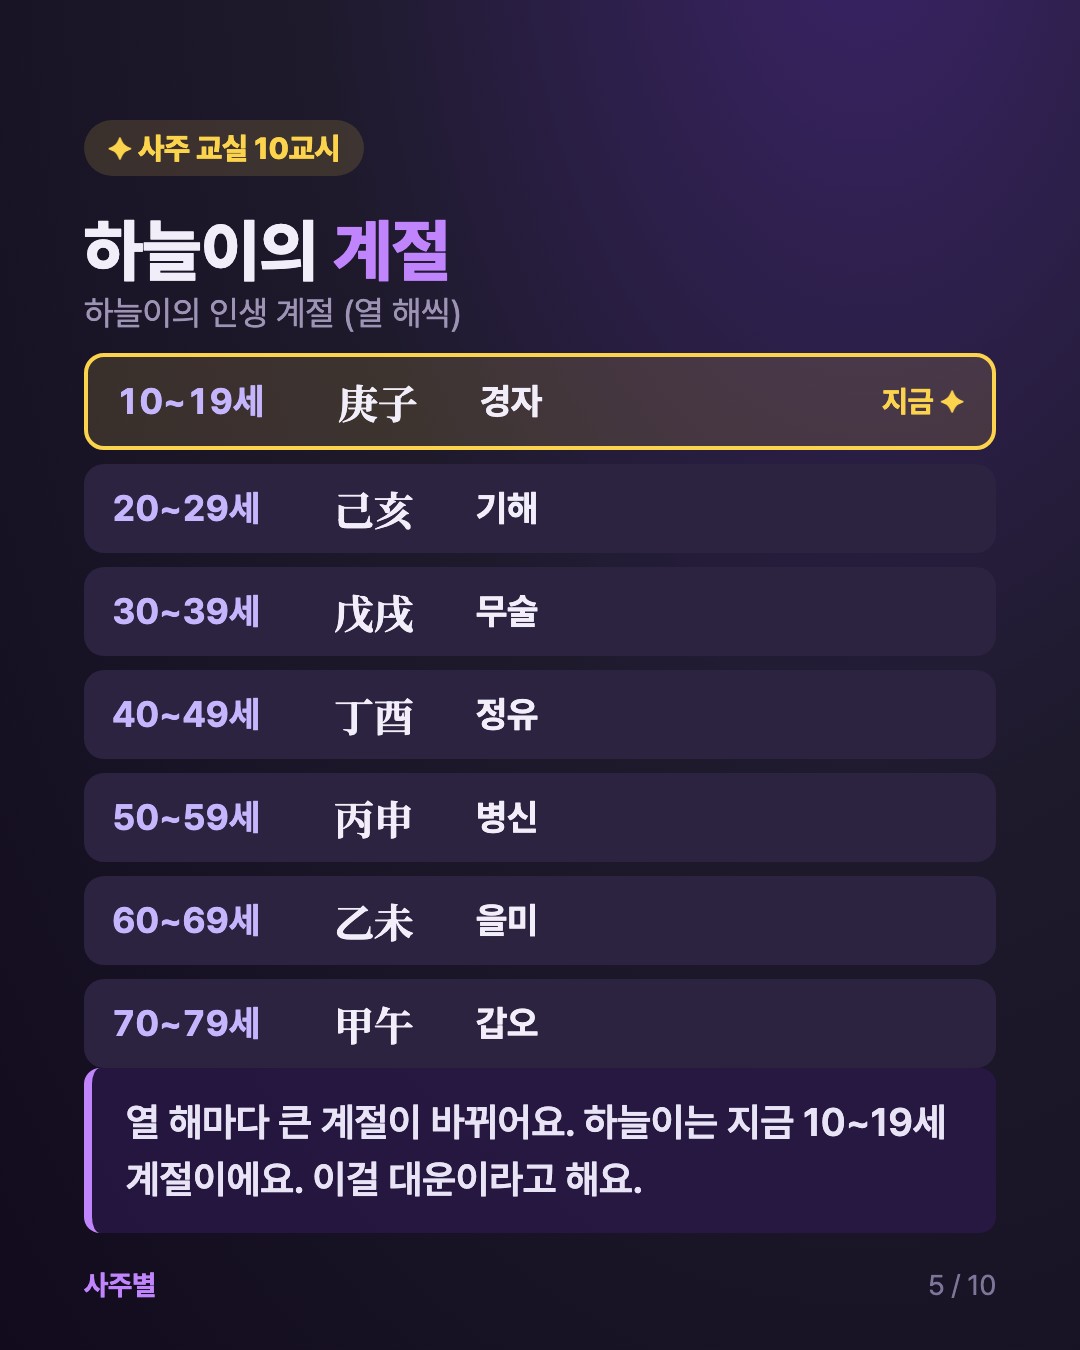 ✦ 사주 교실 10교시
하늘이의 계절
하늘이의 인생 계절 (열 해씩)
10~19세 庚子 경자 지금 ✦
20~29세 己亥 기해
30~39세 戊戌 무술
40~49세 丁酉 정유
50~59세 丙申 병신
60~69세 乙未 을미
70~79세 甲午 갑오
열 해마다 큰 계절이 바뀌어요. 하늘이는 지금 10~19세
계절이에요. 이걸 대운이라고 해요.
사주별 5 / 10